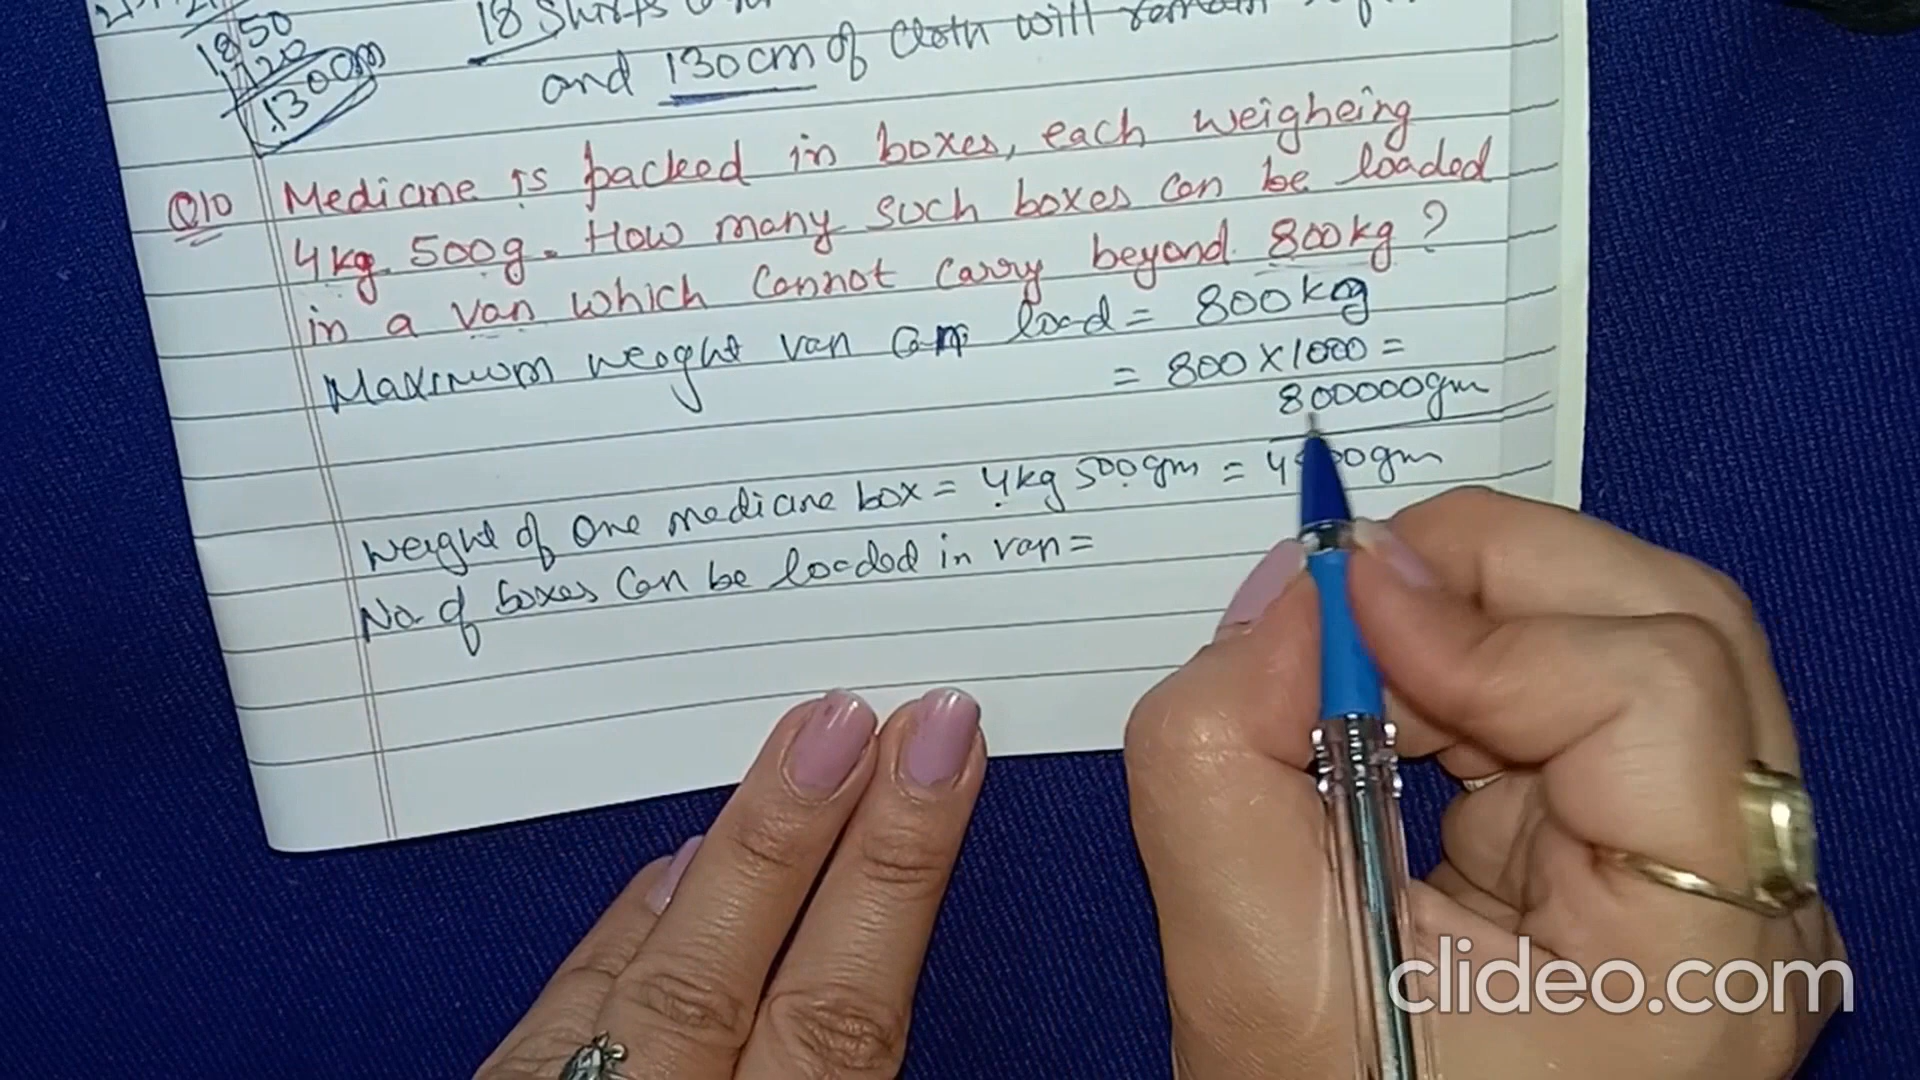 1850
1720
130cm
18 Shirts
and 130cm of cloth will remain
Q10 Medicine is packed in boxes, each weigheing
4kg 500g. How many such boxes can be loaded
in a van which cannot carry beyond 800kg?
Maximum weight van can load = 800kg
= 800 X 1000 =
800000gm
Weight of one medicine box = 4kg 500gm = 4500gm
No. of boxes can be loaded in van =
clideo.com